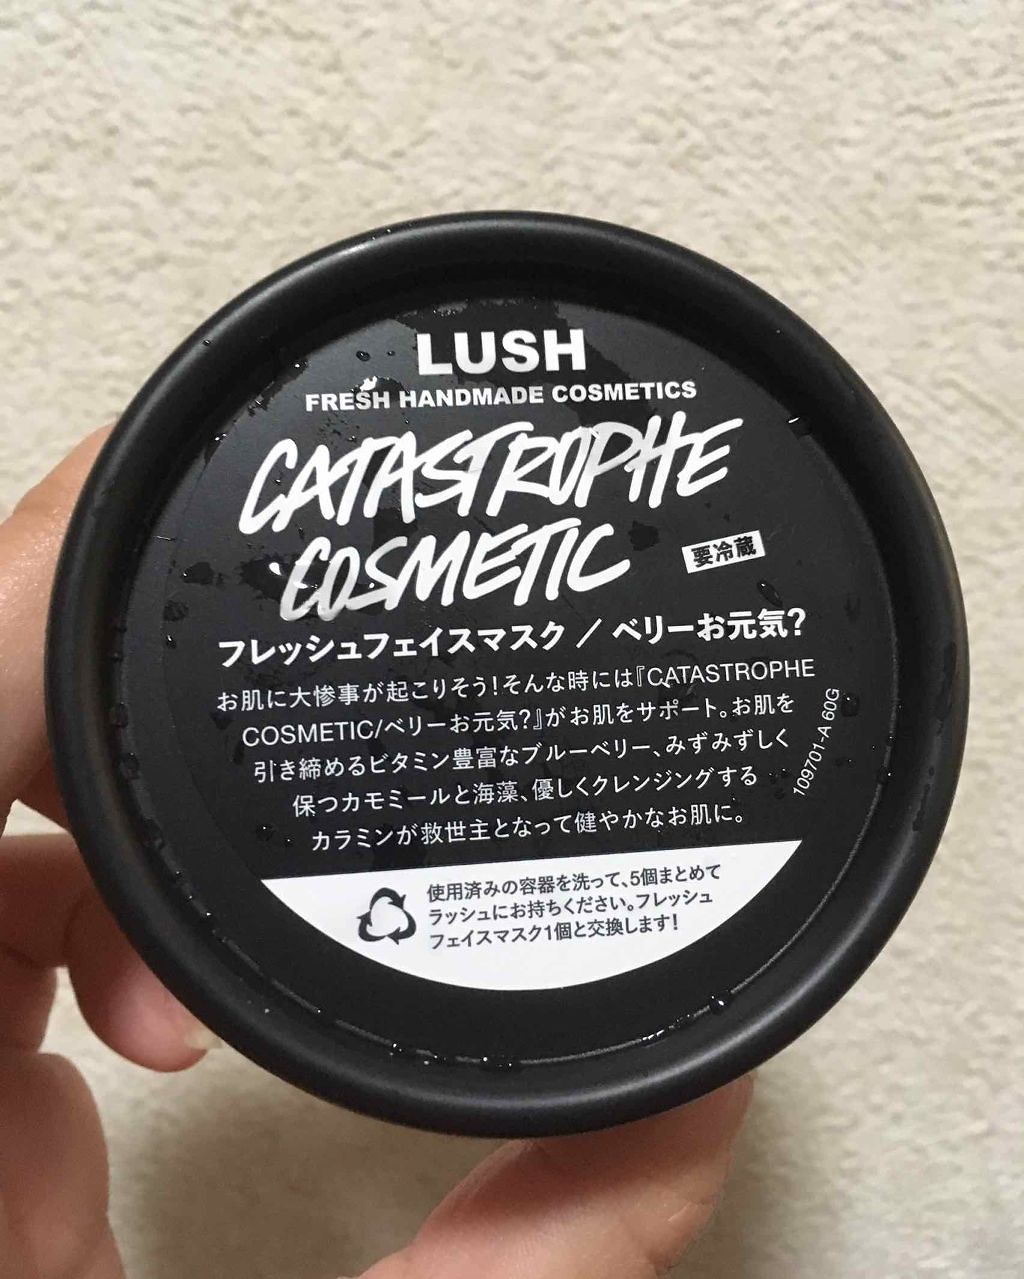 LUSH
FRESH HANDMADE COSMETICS
CATASTROPHE
COSMETIC
要冷蔵
フレッシュフェイスマスク／ベリーお元気?
お肌に大惨事が起こりそう!そんな時には『CATASTROPHE
COSMETIC/ベリーお元気?』がお肌をサポート。お肌を
引き締めるビタミン豊富なブルーベリー、みずみずしく
保つカモミールと海藻、優しくクレンジングする
カラミンが救世主となって健やかなお肌に。
109701-A 60G
使用済みの容器を洗って、5個まとめて
ラッシュにお持ちください。フレッシュ
フェイスマスク1個と交換します!